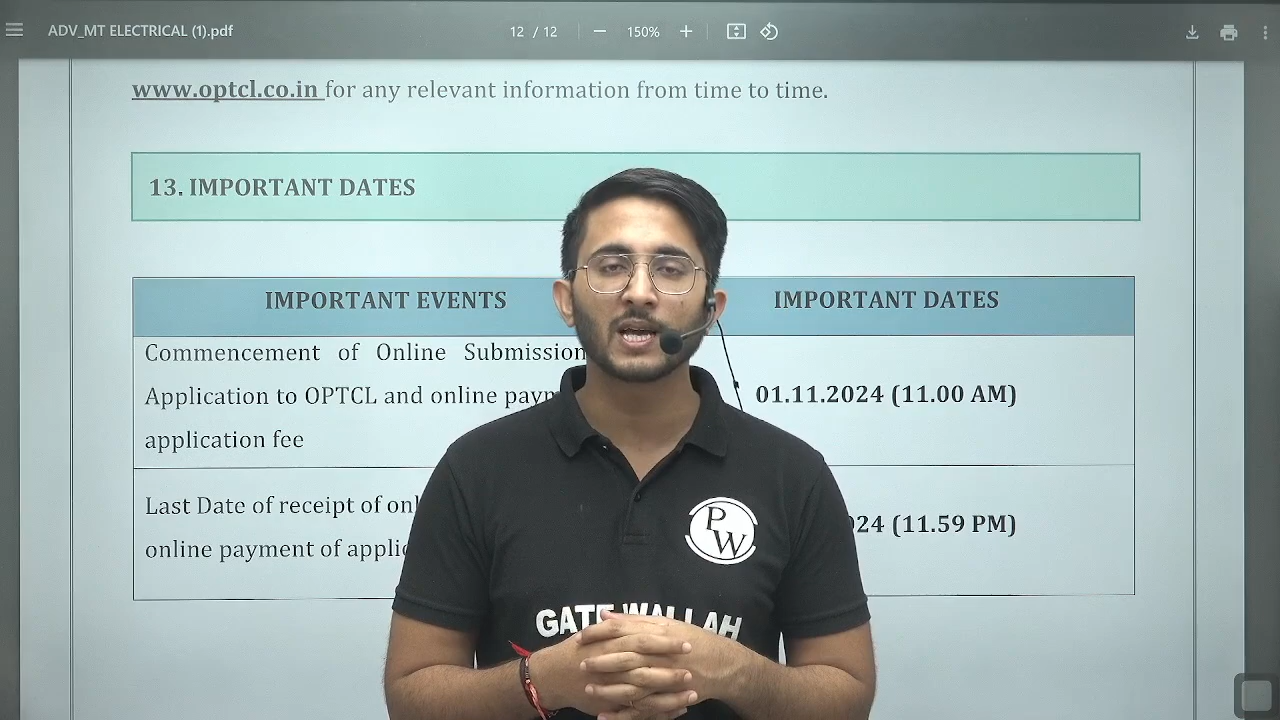 ADV_MT ELECTRICAL (1).pdf
12 / 12
150%
www.optcl.co.in for any relevant information from time to time.
13. IMPORTANT DATES
IMPORTANT EVENTS
IMPORTANT DATES
Commencement of Online Submission
Application to OPTCL and online
application fee
01.11.2024 (11.00 AM)
Last Date of receipt of
online payment of
(11.59 PM)
PW
GATE WALLAH